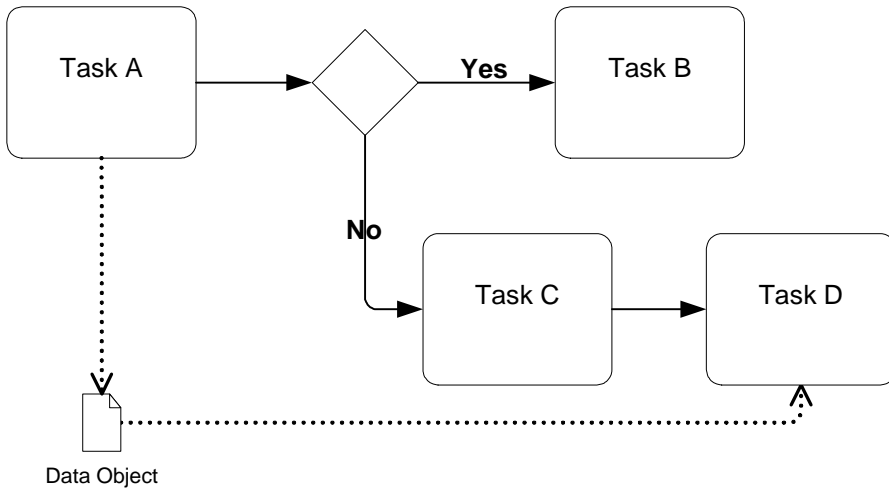 Task A
Yes
Task B
No
Task C
Task D
Data Object